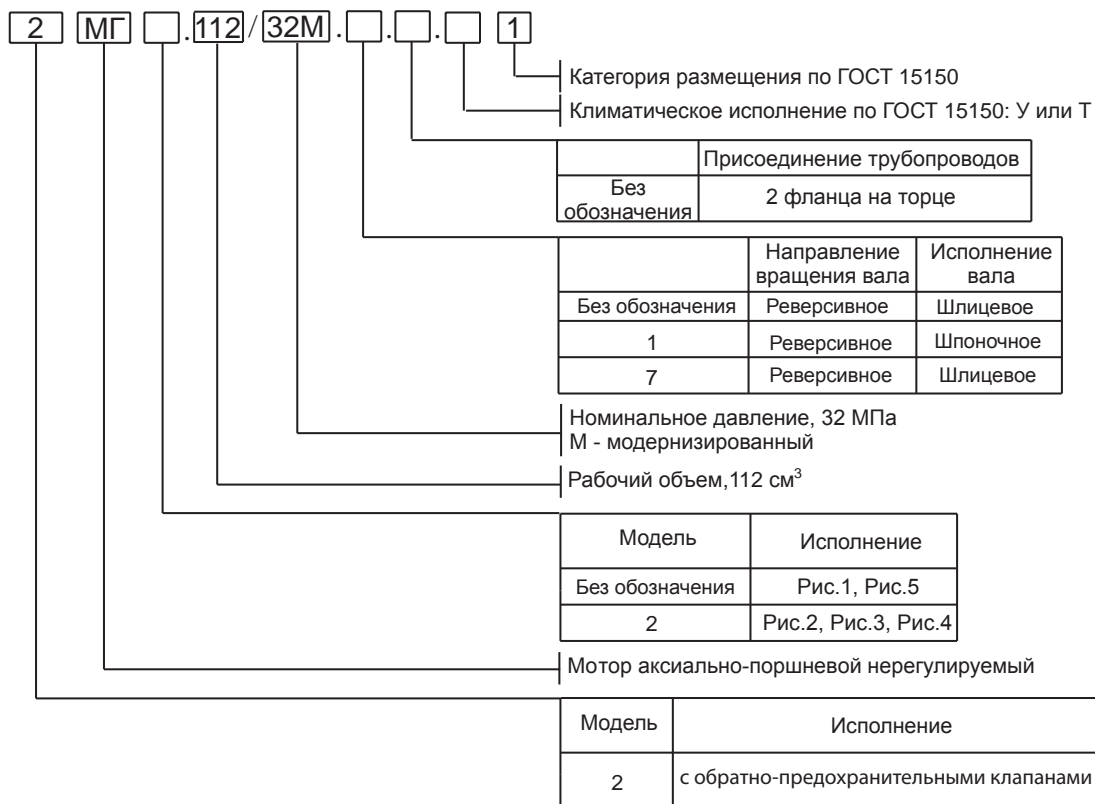 2 МГ .112/32М. . . 1
Категория размещения по ГОСТ 15150
Климатическое исполнение по ГОСТ 15150: У или Т
Присоединение трубопроводов
Без обозначения 2 фланца на торце
Направление вращения вала Исполнение вала
Без обозначения Реверсивное Шлицевое
1 Реверсивное Шпоночное
7 Реверсивное Шлицевое
Номинальное давление, 32 МПа
М - модернизированный
Рабочий объем,112 см³
Модель Исполнение
Без обозначения Рис.1, Рис.5
2 Рис.2, Рис.3, Рис.4
Мотор аксиально-поршневой нерегулируемый
Модель Исполнение
2 с обратно-предохранительными клапанами